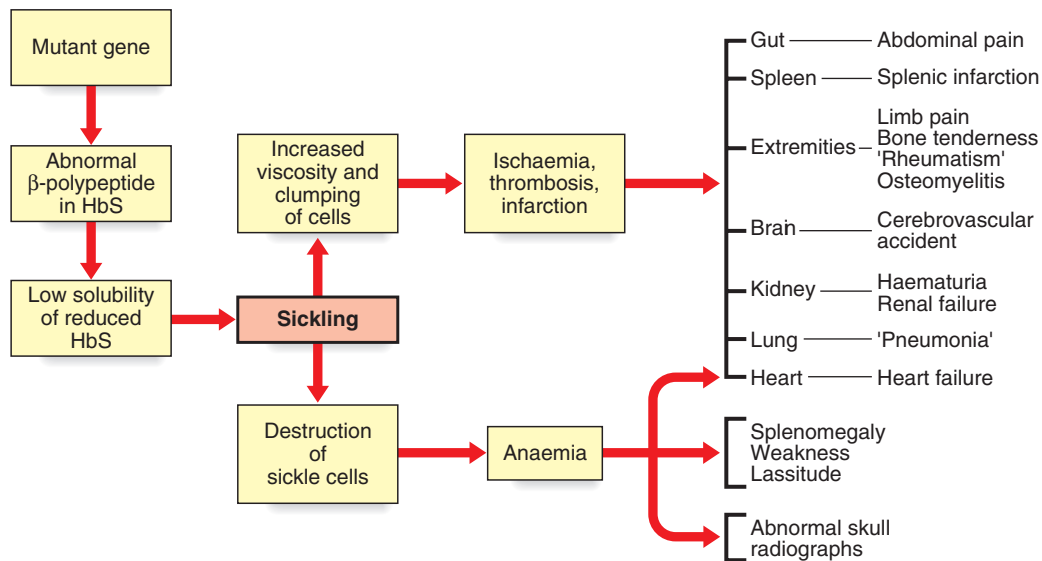 Mutant gene
Abnormal
β-polypeptide
in HbS
Low solubility
of reduced
HbS
Sickling
Increased
viscosity and
clumping
of cells
Ischaemia,
thrombosis,
infarction
Destruction
of
sickle cells
Anaemia
Gut
Abdominal pain
Spleen
Splenic infarction
Extremities
Limb pain
Bone tenderness
'Rheumatism'
Osteomyelitis
Brain
Cerebrovascular
accident
Kidney
Haematuria
Renal failure
Lung
'Pneumonia'
Heart
Heart failure
Splenomegaly
Weakness
Lassitude
Abnormal skull
radiographs